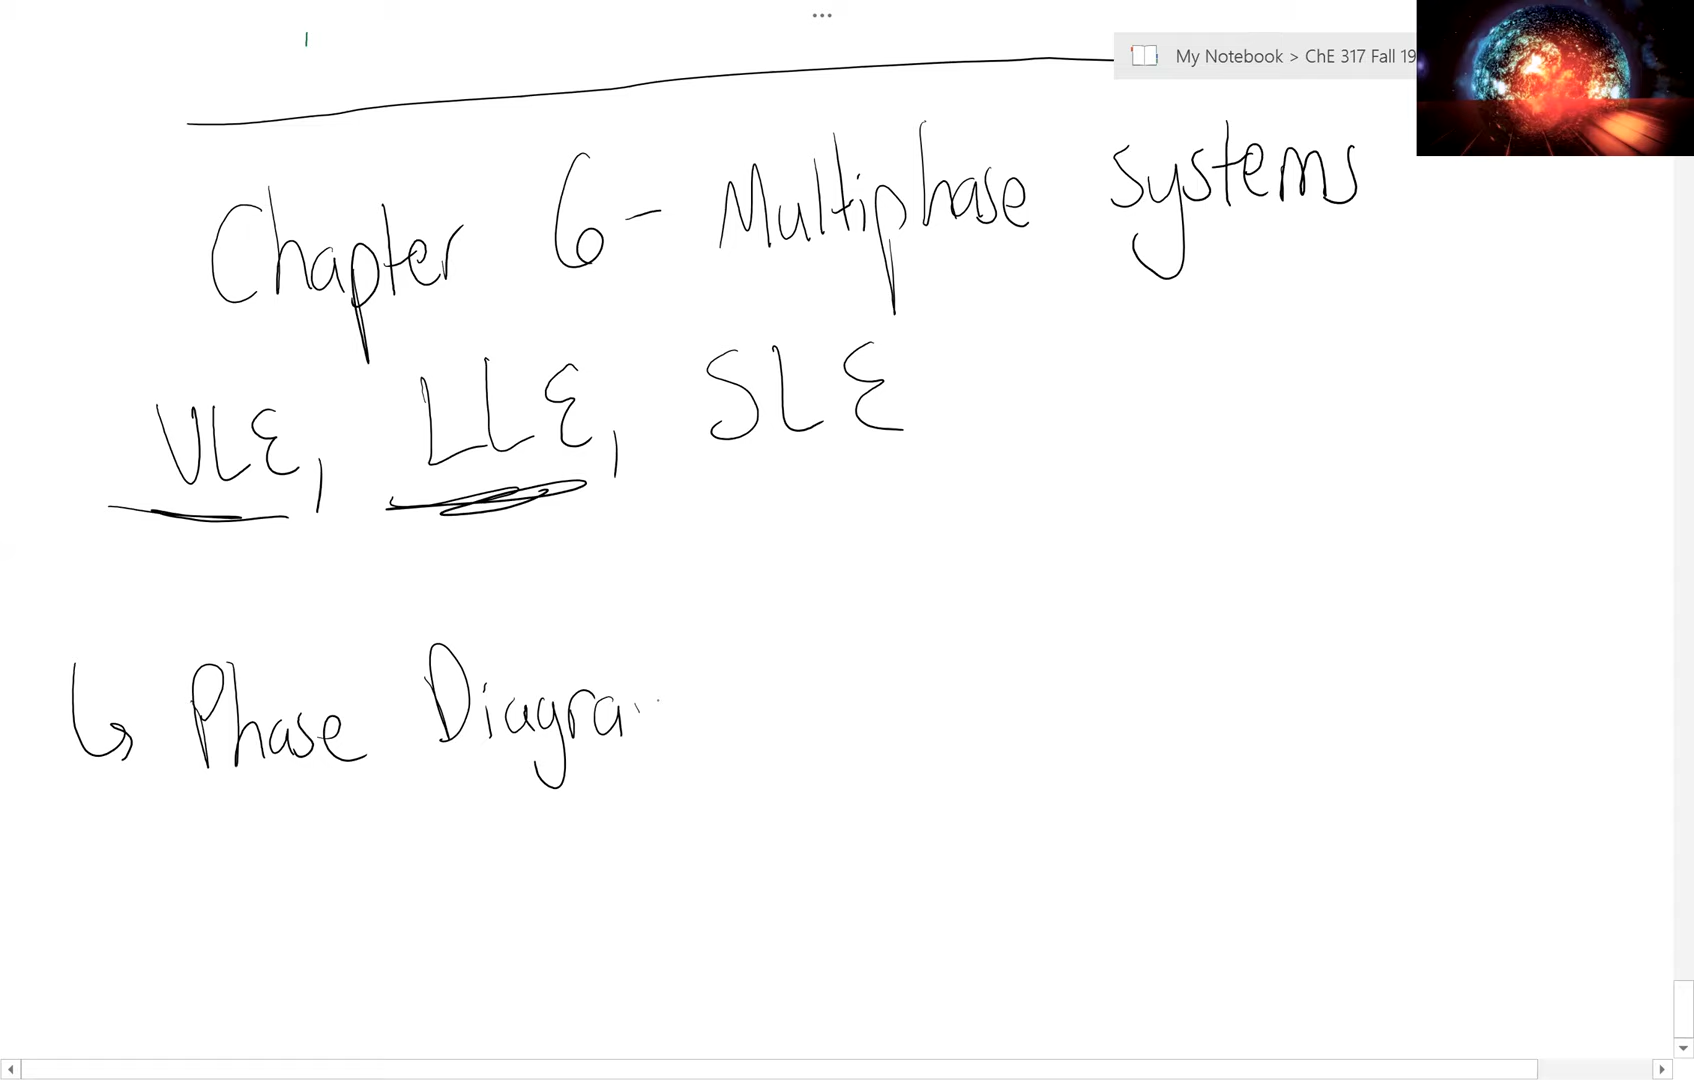 My Notebook > ChE 317 Fall 19
Chapter 6 - Multiphase systems
VLE, LLE, SLE
↳ Phase Diagra